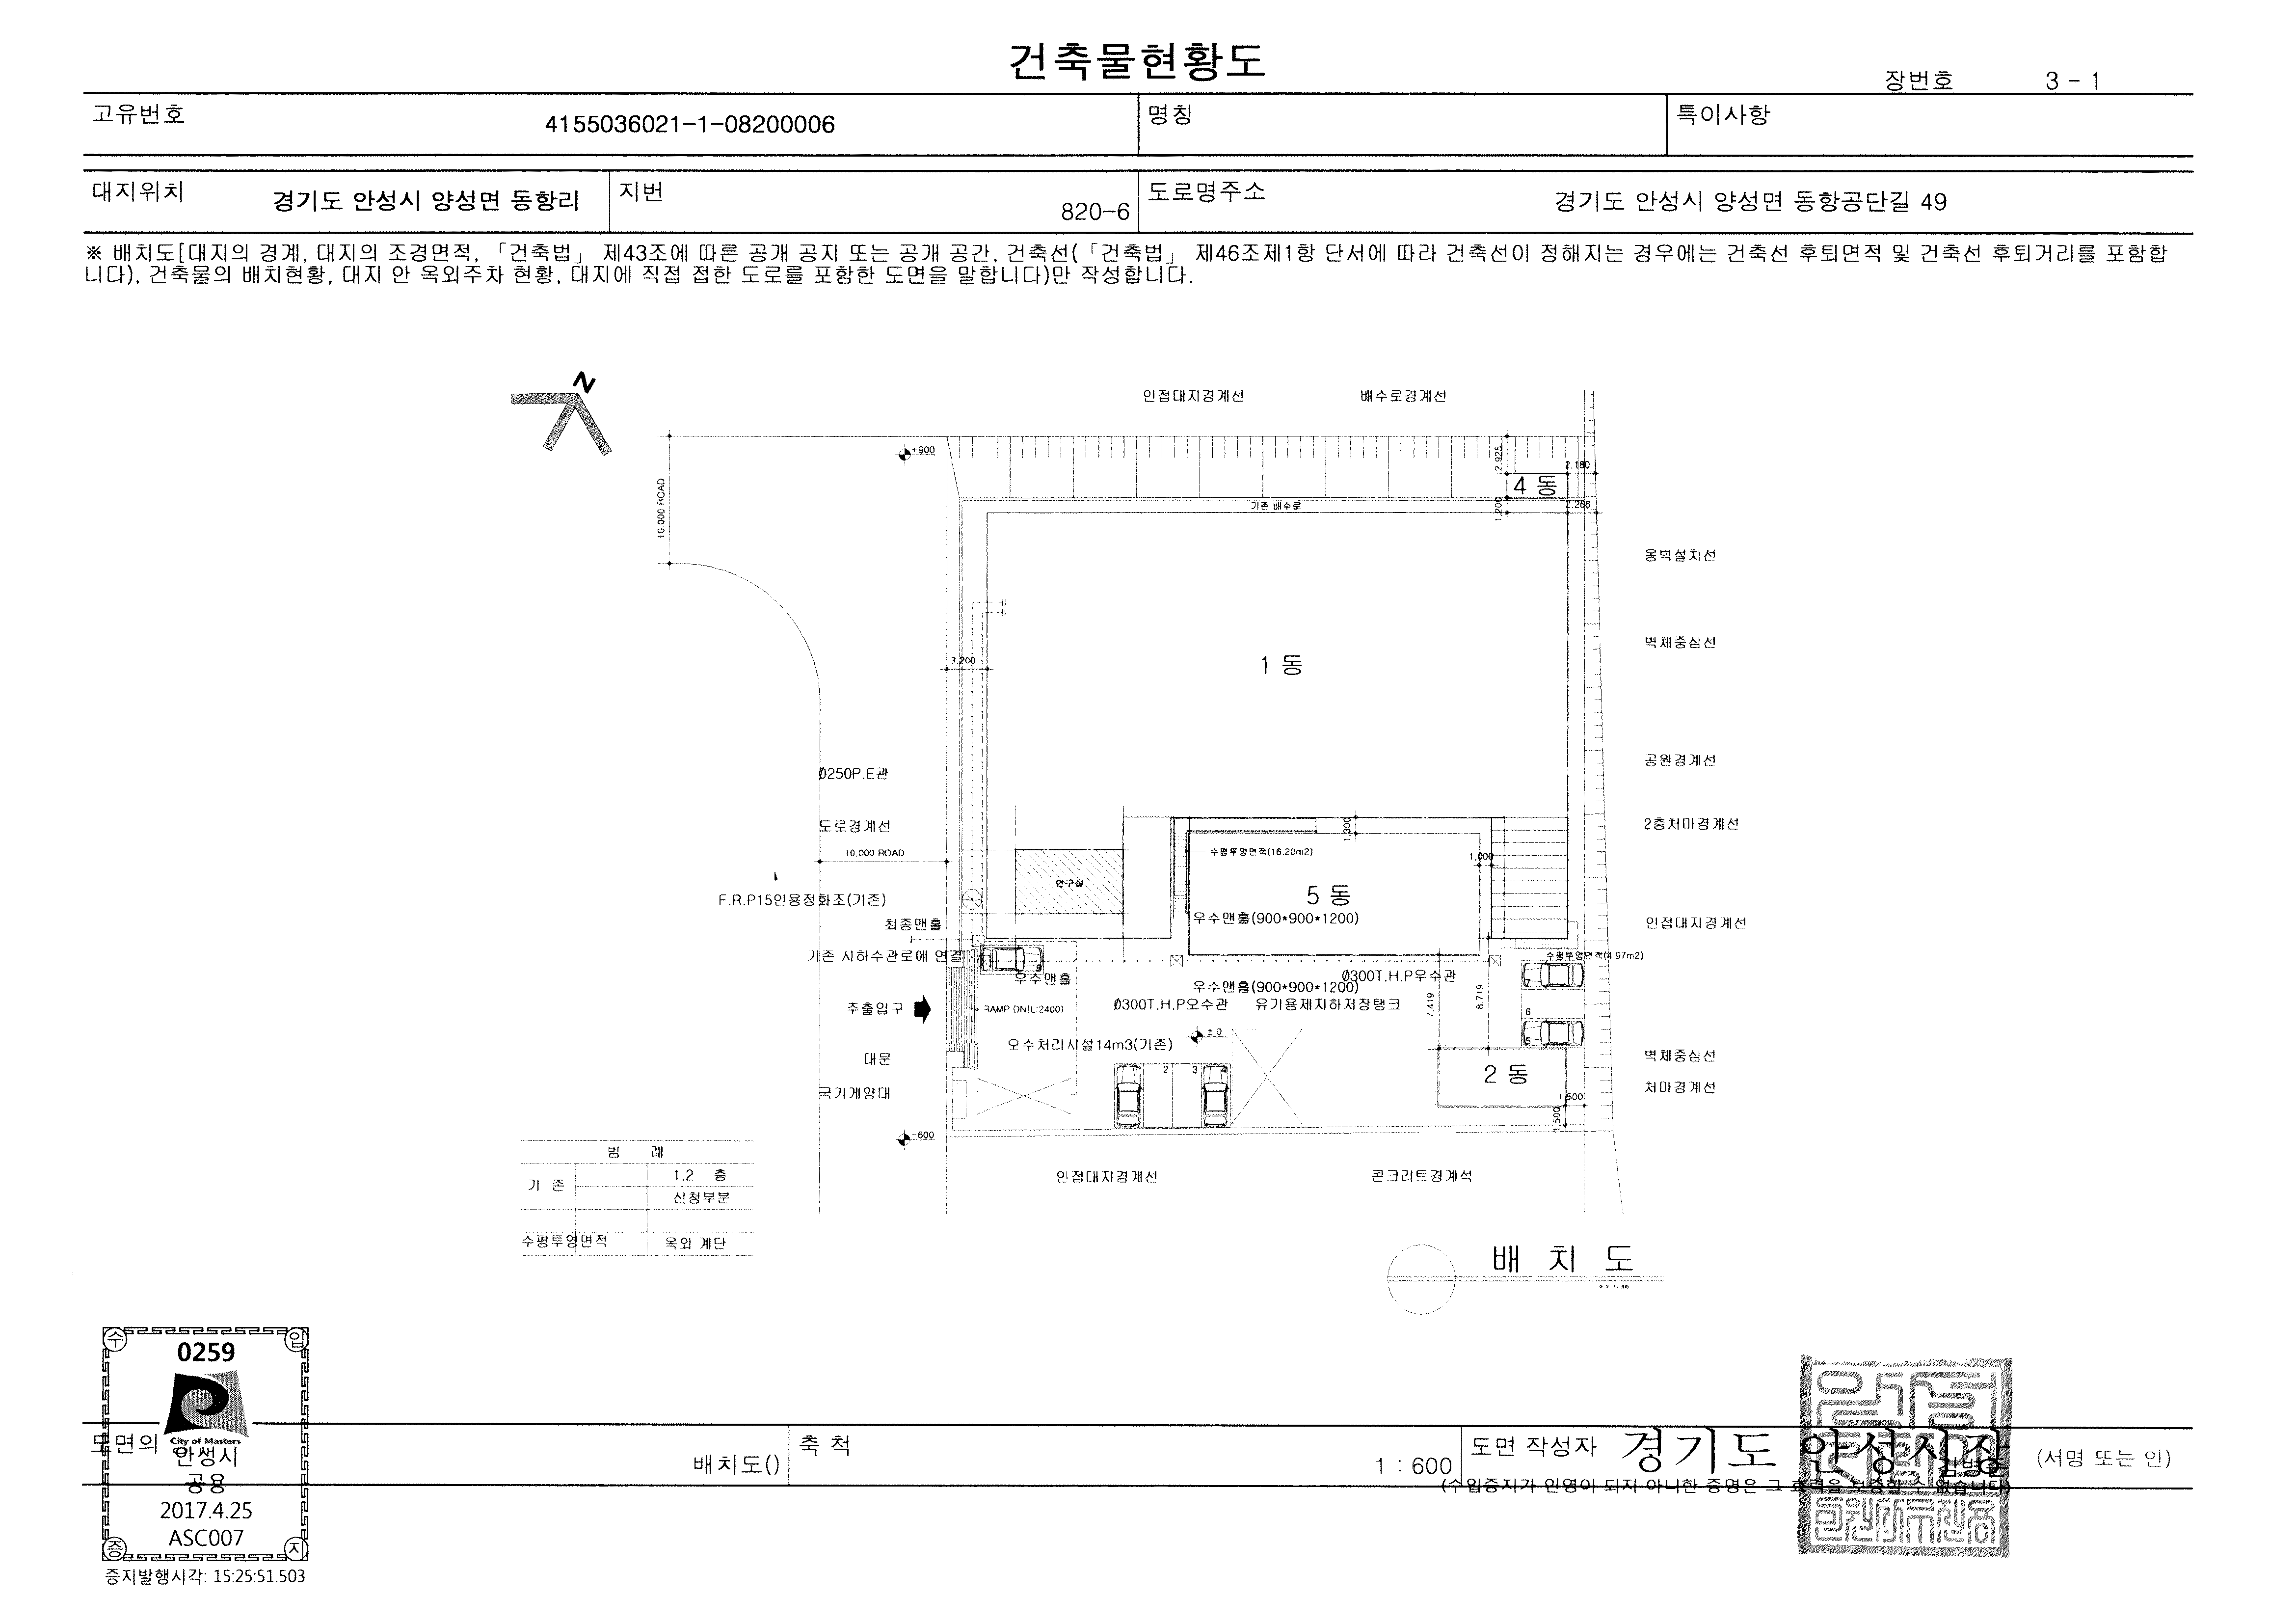 건축물현황도
장번호 3 - 1
고유번호 4155036021-1-08200006 명칭 특이사항
대지위치 경기도 안성시 양성면 동항리 지번 820-6 도로명주소 경기도 안성시 양성면 동항공단길 49
※ 배치도[대지의 경계, 대지의 조경면적, 「건축법」 제43조에 따른 공개 공지 또는 공개 공간, 건축선(「건축법」 제46조제1항 단서에 따라 건축선이 정해지는 경우에는 건축선 후퇴면적 및 건축선 후퇴거리를 포함합
니다), 건축물의 배치현황, 대지 안 옥외주차 현황, 대지에 직접 접한 도로를 포함한 도면을 말합니다)만 작성합니다.
N
인접대지경계선 배수로경계선
+900
2,925
2,180
4 동
10,000 ROAD
기존 배수로
1,200
2,266
옹벽설치선
벽체중심선
3,200
1 동
공원경계선
Ø250P.E관
도로경계선
1,300
2층처마경계선
10,000 ROAD
수평투영면적(16.20m2)
1,000
연구실
5 동
F.R.P15인용정화조(기존)
우수맨홀(900*900*1200)
최종맨홀
인접대지경계선
기존 시하수관로에 연결
수평투영면적(4.97m2)
우수맨홀
Ø300T.H.P우수관
우수맨홀(900*900*1200)
7
주출입구
RAMP DN(L:2400)
Ø300T.H.P오수관 유기용제지하저장탱크
7,419
8,719
6
±0
오수처리시설14m3(기존)
5
대문
벽체중심선
2
3
2 동
국기게양대
처마경계선
1,500
1,500
-600
범 례
기 존
1,2 층
신청부분
수평투영면적
옥외 계단
인접대지경계선 콘크리트경계석
배 치 도
수 입
0259
City of Masters
안성시
공용
2017.4.25
ASC007
증 지
증지발행시각: 15:25:51.503
배치도()
축 척
1 : 600
도면 작성자
경기도 안성시장
(서명 또는 인)
(수입증지가 인영이 되지 아니한 증명은 그 효력을 보증할 수 없습니다)